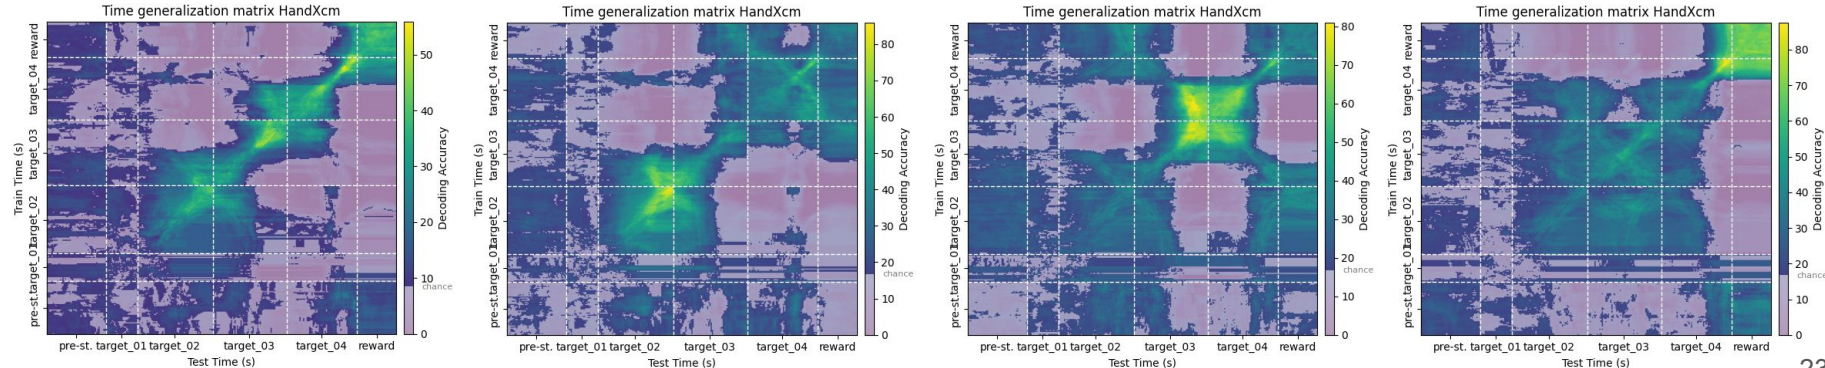 Time generalization matrix HandXcm
Train Time (s)
reward
target_04
target_03
target_02
target_01
pre-st.
pre-st. target_01 target_02 target_03 target_04 reward
Test Time (s)
50
40
30
20
10
0
chance
Decoding Accuracy
Time generalization matrix HandXcm
Train Time (s)
reward
target_04
target_03
target_02
target_01
pre-st.
pre-st. target_01 target_02 target_03 target_04 reward
Test Time (s)
80
70
60
50
40
30
20
10
0
chance
Decoding Accuracy
Time generalization matrix HandXcm
Train Time (s)
reward
target_04
target_03
target_02
target_01
pre-st.
pre-st. target_01 target_02 target_03 target_04 reward
Test Time (s)
80
70
60
50
40
30
20
10
0
chance
Decoding Accuracy
Time generalization matrix HandXcm
Train Time (s)
reward
target_04
target_03
target_02
target_01
pre-st.
pre-st. target_01 target_02 target_03 target_04 reward
Test Time (s)
80
70
60
50
40
30
20
10
0
chance
Decoding Accuracy